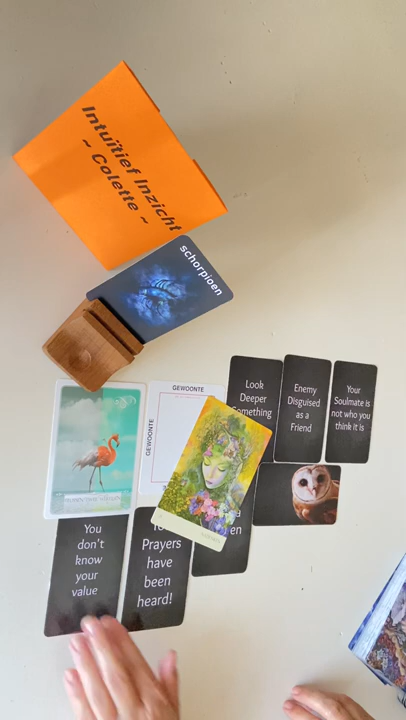 Intuïtief Inzicht
~ Colette ~
schorpioen
GEWOONTE
GEWOONTE
Look
Deeper
Something
Enemy
Disguised
as a
Friend
Your
Soulmate is
not who you
think it is
You
don't
know
your
value
Prayers
have
been
heard!